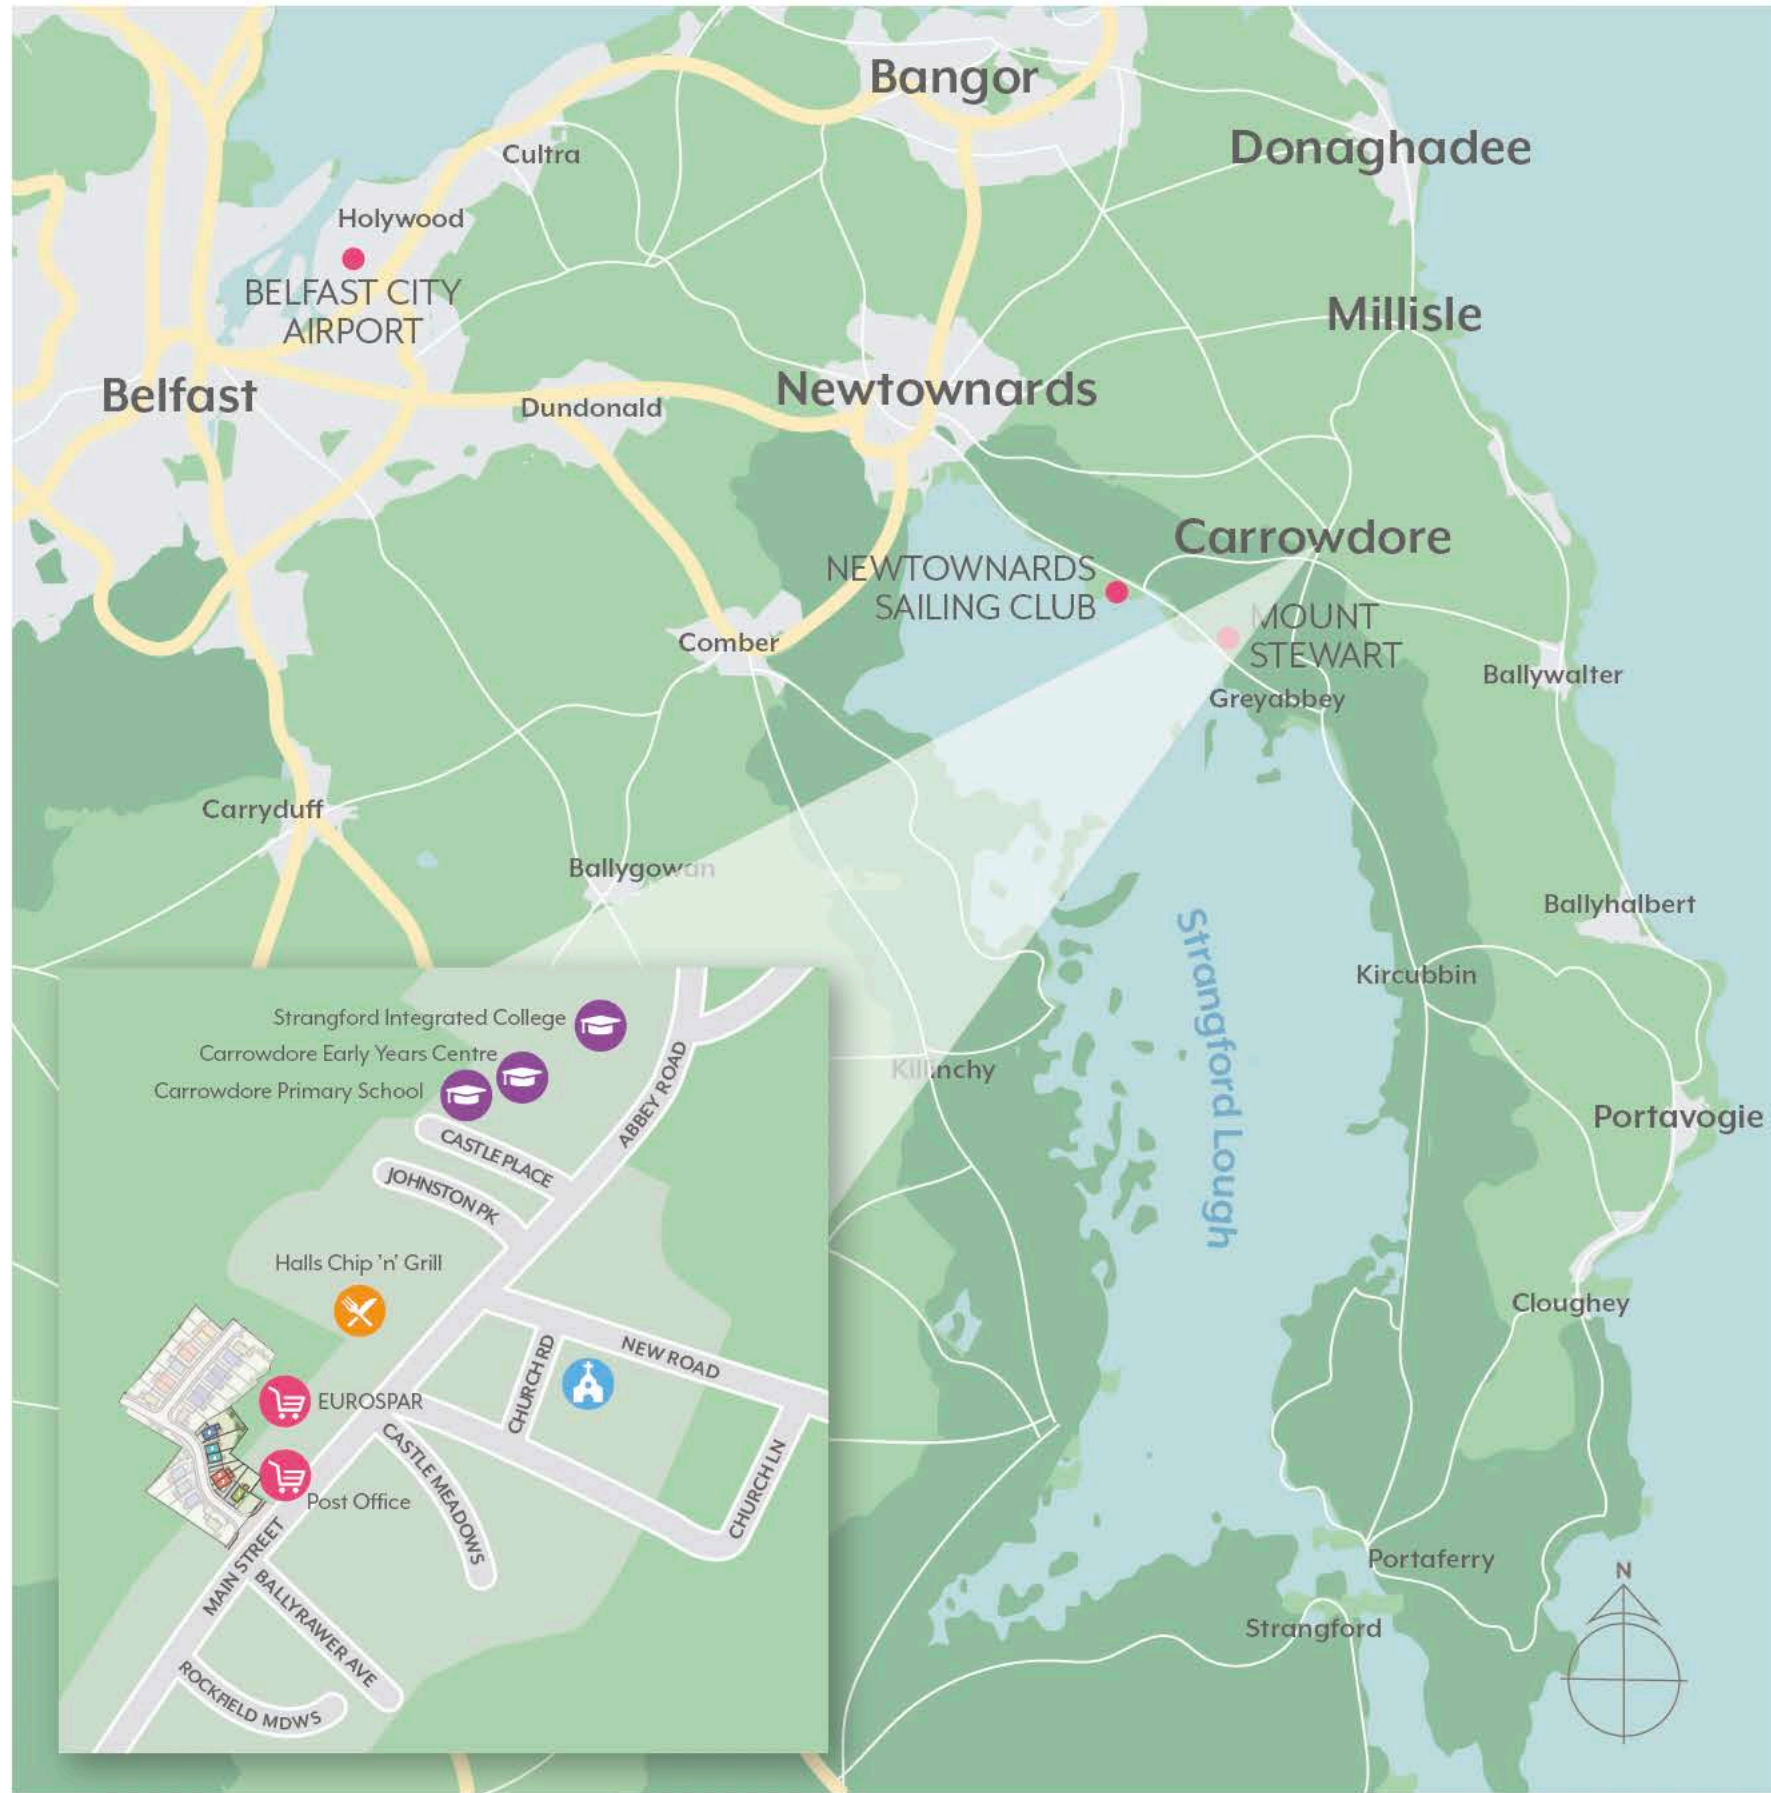 Bangor
Donaghadee
Cultra
Holywood
BELFAST CITY
AIRPORT
Millisle
Belfast
Dundonald
Newtownards
Carrowdore
NEWTOWNARDS
SAILING CLUB
MOUNT
STEWART
Comber
Ballywalter
Greyabbey
Carryduff
Ballygowan
Ballyhalbert
Strangford Lough
Kircubbin
Killinchy
Portavogie
Cloughey
Portaferry
Strangford
N
Strangford Integrated College
Carrowdore Early Years Centre
Carrowdore Primary School
ABBEY ROAD
CASTLE PLACE
JOHNSTON PK
Halls Chip 'n' Grill
NEW ROAD
CHURCH RD
EUROSPAR
CASTLE MEADOWS
CHURCH LN
Post Office
MAIN STREET
BALLYRAWER AVE
ROCKFIELD MDWS